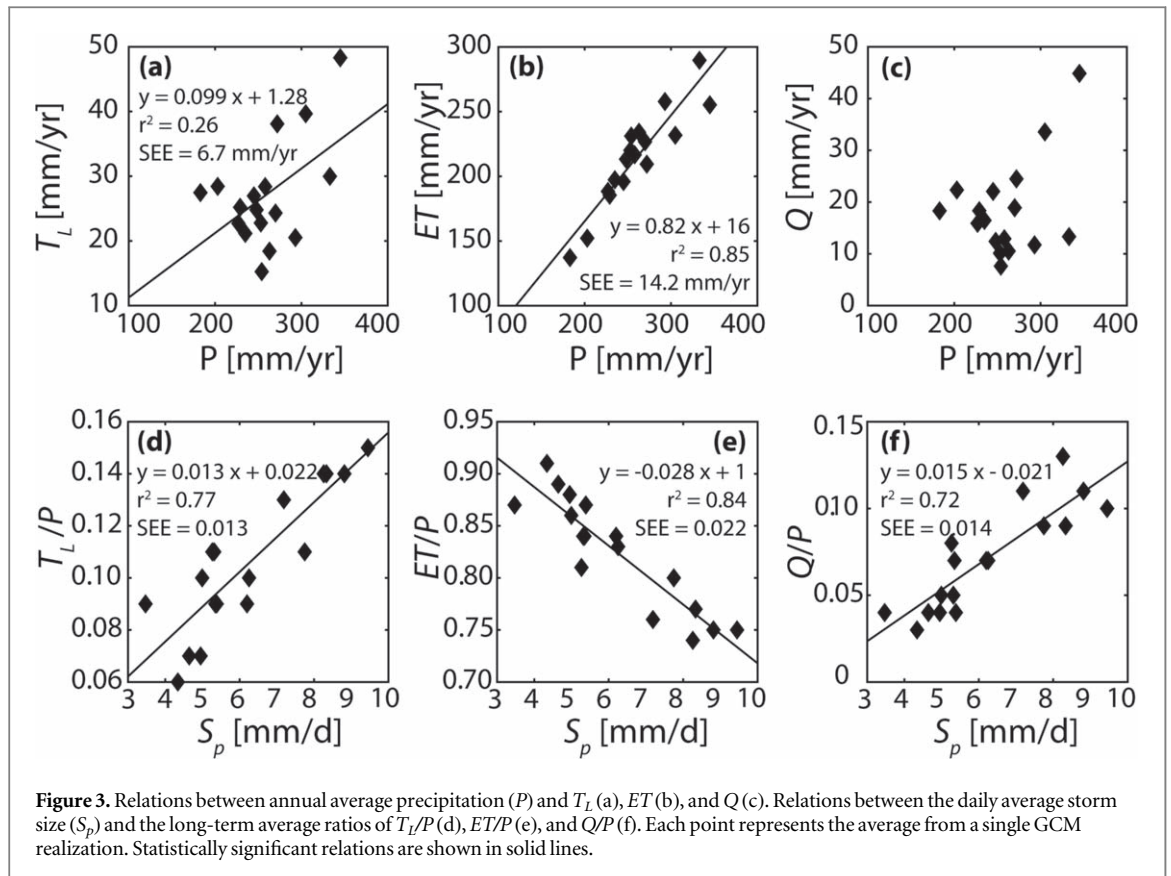 (a)
y = 0.099 x + 1.28
r² = 0.26
SEE = 6.7 mm/yr
50
40
30
20
10
T_L [mm/yr]
100 200 300 400
P [mm/yr]
(b)
300
250
200
150
100
ET [mm/yr]
y = 0.82 x + 16
r² = 0.85
SEE = 14.2 mm/yr
100 200 300 400
P [mm/yr]
(c)
50
40
30
20
10
0
Q [mm/yr]
100 200 300 400
P [mm/yr]
(d)
y = 0.013 x + 0.022
r² = 0.77
SEE = 0.013
0.16
0.14
0.12
0.10
0.08
0.06
T_L/P
3 4 5 6 7 8 9 10
S_p [mm/d]
(e)
y = -0.028 x + 1
r² = 0.84
SEE = 0.022
0.95
0.90
0.85
0.80
0.75
0.70
ET/P
3 4 5 6 7 8 9 10
S_p [mm/d]
(f)
y = 0.015 x - 0.021
r² = 0.72
SEE = 0.014
0.15
0.10
0.05
0
Q/P
3 4 5 6 7 8 9 10
S_p [mm/d]
Figure 3. Relations between annual average precipitation (P) and T_L (a), ET (b), and Q (c). Relations between the daily average storm
size (S_p) and the long-term average ratios of T_L/P (d), ET/P (e), and Q/P (f). Each point represents the average from a single GCM
realization. Statistically significant relations are shown in solid lines.